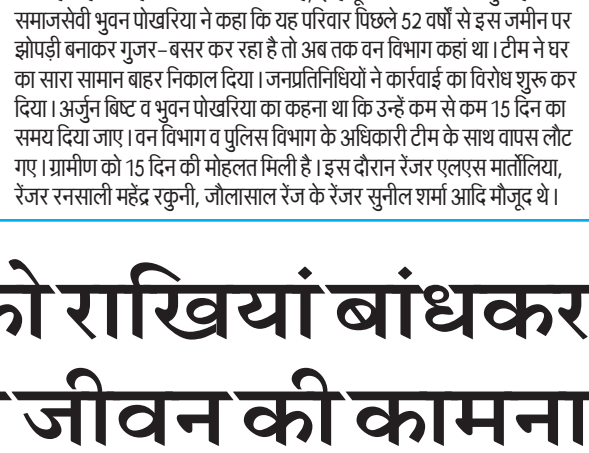 समाजसेवी भुवन पोखरिया ने कहा कि यह परिवार पिछले 52 वर्षों से इस जमीन पर
झोपड़ी बनाकर गुजर-बसर कर रहा है तो अब तक वन विभाग कहां था। टीम ने घर
का सारा सामान बाहर निकाल दिया। जनप्रतिनिधियों ने कार्रवाई का विरोध शुरू कर
दिया। अर्जुन बिष्ट व भुवन पोखरिया का कहना था कि उन्हें कम से कम 15 दिन का
समय दिया जाए। वन विभाग व पुलिस विभाग के अधिकारी टीम के साथ वापस लौट
गए। ग्रामीण को 15 दिन की मोहलत मिली है। इस दौरान रेंजर एलएस मार्तोलिया,
रेंजर रनसाली महेंद्र रकुनी, जौलासाल रेंज के रेंजर सुनील शर्मा आदि मौजूद थे।
को राखियां बांधकर
जीवन की कामना